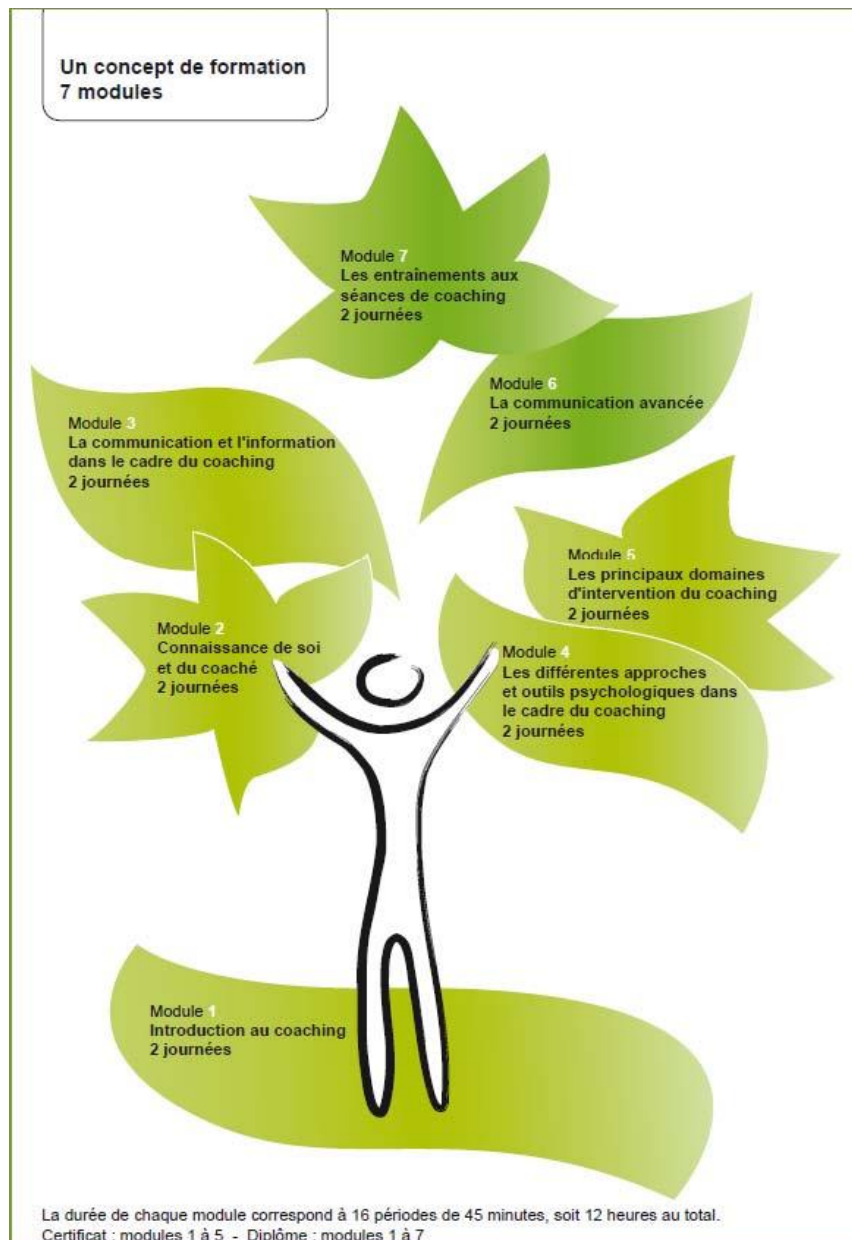 Un concept de formation
7 modules
Module 7
Les entraînements aux
séances de coaching
2 journées
Module 6
La communication avancée
2 journées
Module 3
La communication et l'information
dans le cadre du coaching
2 journées
Module 5
Les principaux domaines
d'intervention du coaching
2 journées
Module 2
Connaissance de soi
et du coaché
2 journées
Module 4
Les différentes approches
et outils psychologiques dans
le cadre du coaching
2 journées
Module 1
Introduction au coaching
2 journées
La durée de chaque module correspond à 16 périodes de 45 minutes, soit 12 heures au total.
Certificat : modules 1 à 5 - Diplôme : modules 1 à 7